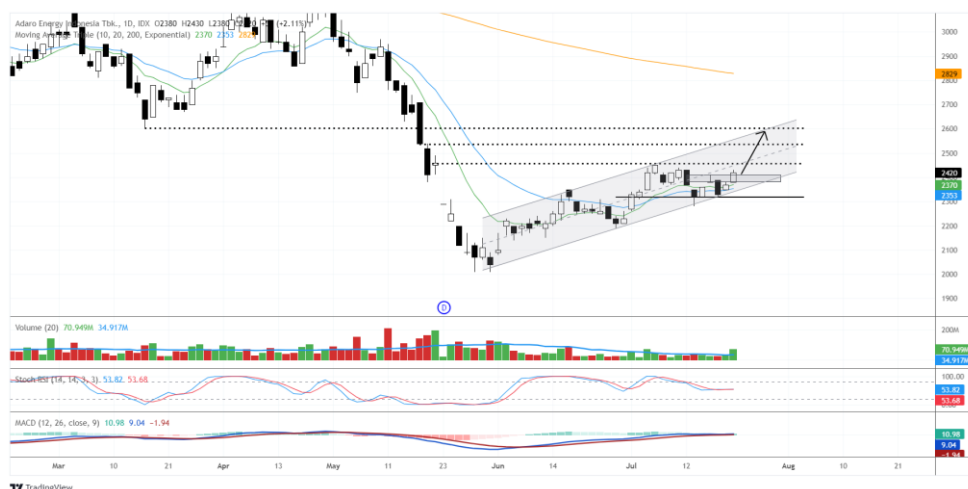 Adaro Energy Indonesia Tbk., 1D, IDX O2380 H2430 L2380 (+2.11%)
Moving Average (10, 20, 200, Exponential) 2370 2353
3000
2900
2829
2800
2700
2600
2500
2420
2370
2353
2300
2200
2100
2000
1900
D
Volume (20) 70.949M 34.917M
200M
70.949M
34.917M
Stoch RSI (14, 14, 3, 3) 53.82 53.68
100.00
53.82
53.68
MACD (12, 26, close, 9) 10.98 9.04 −1.94
10.98
9.04
−1.94
Mar 10 23 Apr 13 May 11 23 Jun 14 Jul 12 Aug 10 21
TradingView